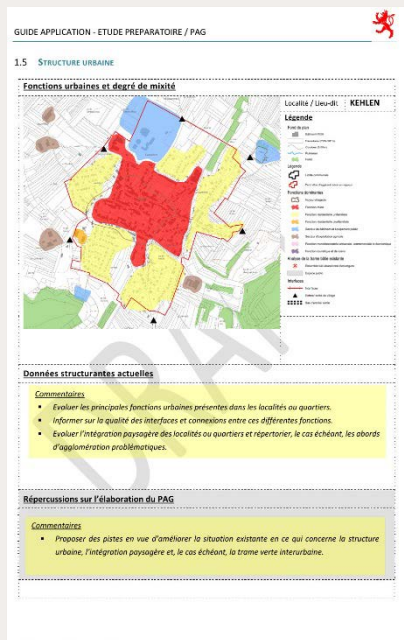 GUIDE APPLICATION - ETUDE PREPARATOIRE / PAG
1.5 STRUCTURE URBAINE
Fonctions urbaines et degré de mixité
Localité / Lieu-dit KEHLEN
Légende
Données structurantes actuelles
Commentaires
▪ Evaluer les principales fonctions urbaines présentes dans les localités ou quartiers.
▪ Informer sur la qualité des interfaces et connexions entre ces différentes fonctions.
▪ Evaluer l'intégration paysagère des localités ou quartiers et répertorier, le cas échéant, les abords
d'agglomération problématiques.
Répercussions sur l'élaboration du PAG
Commentaires
▪ Proposer des pistes en vue d'améliorer la situation existante en ce qui concerne la structure
urbaine, l'intégration paysagère et, le cas échéant, la trame verte interurbaine.